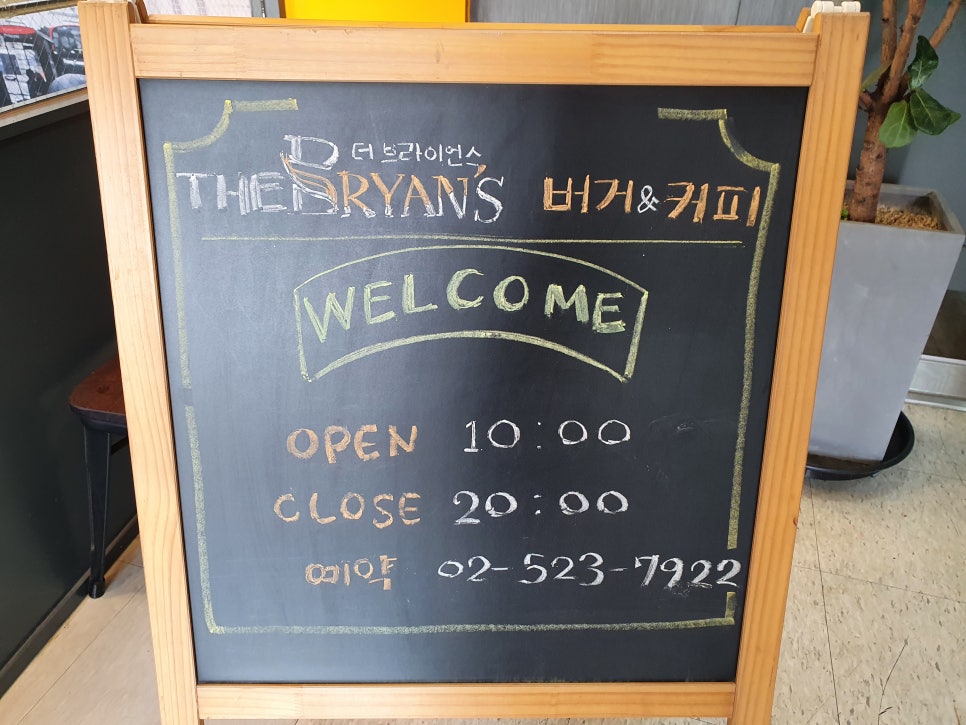 더 브라이언스
THE BRYAN'S 버거&커피
WELCOME
OPEN 10:00
CLOSE 20:00
예약 02-523-7922